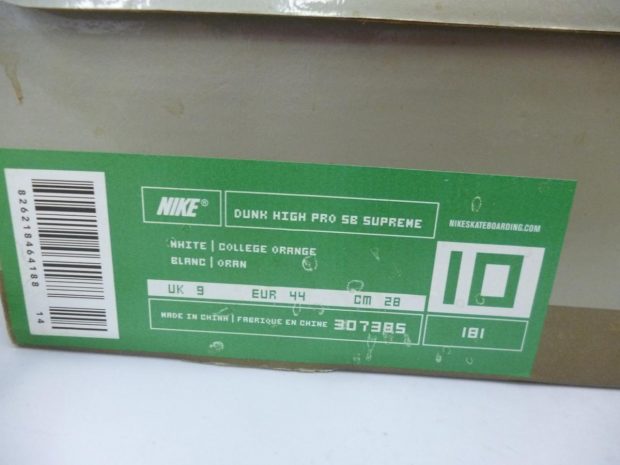 NIKE®
DUNK HIGH PRO SB SUPREME
NIKESKATEBOARDING.COM
WHITE | COLLEGE ORANGE
BLANC | ORAN
10
UK 9 EUR 44 CM 28
MADE IN CHINA | FABRIQUE EN CHINE 307385
181
826218464188
14